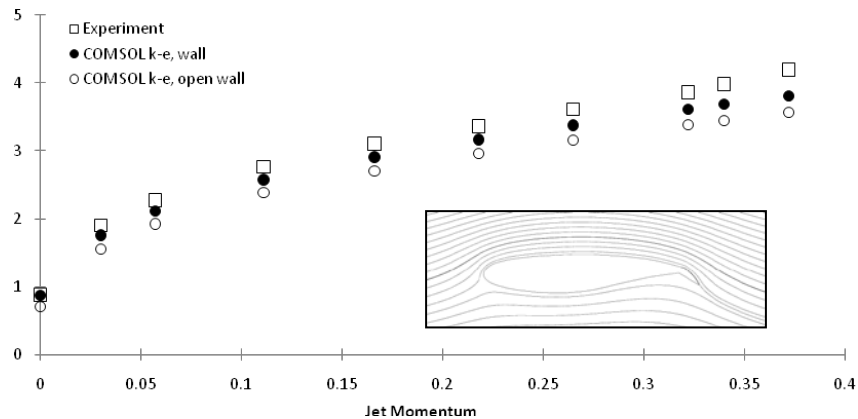 5
Experiment
COMSOL k-e, wall
COMSOL k-e, open wall
4
3
2
1
0
0 0.05 0.1 0.15 0.2 0.25 0.3 0.35 0.4
Jet Momentum